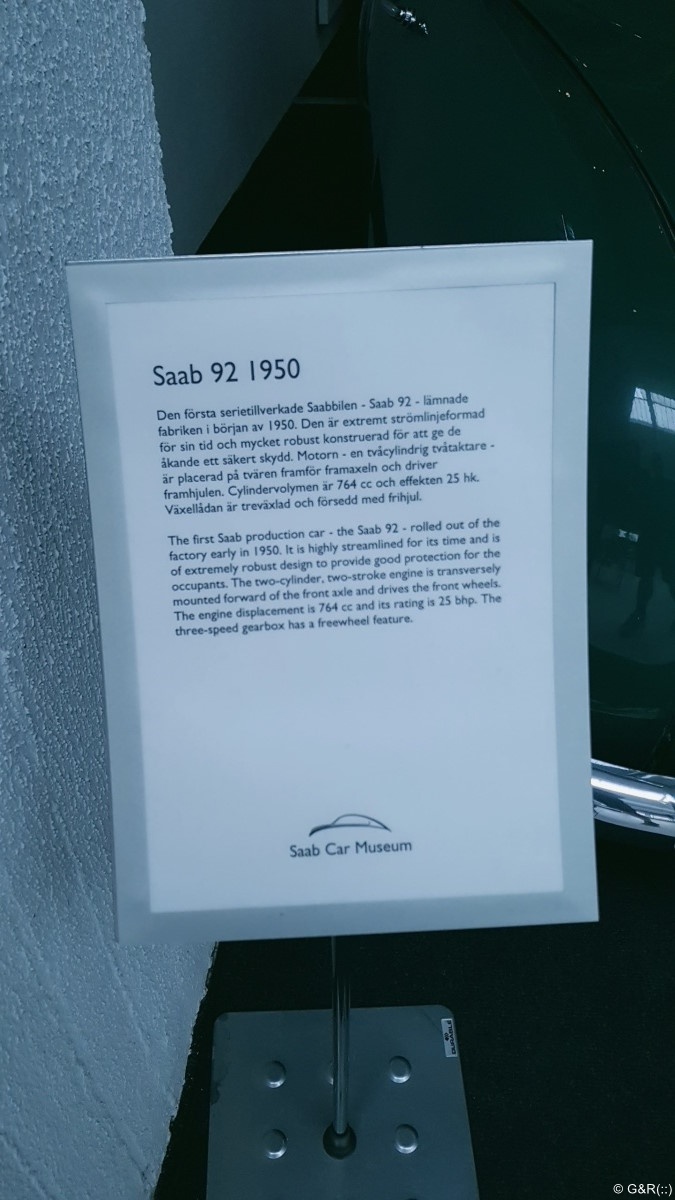 Saab 92 1950
Den första serietillverkade Saabbilen - Saab 92 - lämnade
fabriken i början av 1950. Den är extremt strömlinjeformad
för sin tid och mycket robust konstruerad för att ge de
åkande ett säkert skydd. Motorn - en tvåcylindrig tvåtaktare -
är placerad på tvären framför framaxeln och driver
framhjulen. Cylindervolymen är 764 cc och effekten 25 hk.
Växellådan är treväxlad och försedd med frihjul.
The first Saab production car - the Saab 92 - rolled out of the
factory early in 1950. It is highly streamlined for its time and is
of extremely robust design to provide good protection for the
occupants. The two-cylinder, two-stroke engine is transversely
mounted forward of the front axle and drives the front wheels.
The engine displacement is 764 cc and its rating is 25 bhp. The
three-speed gearbox has a freewheel feature.
Saab Car Museum
DURABLE
© G&R(::)